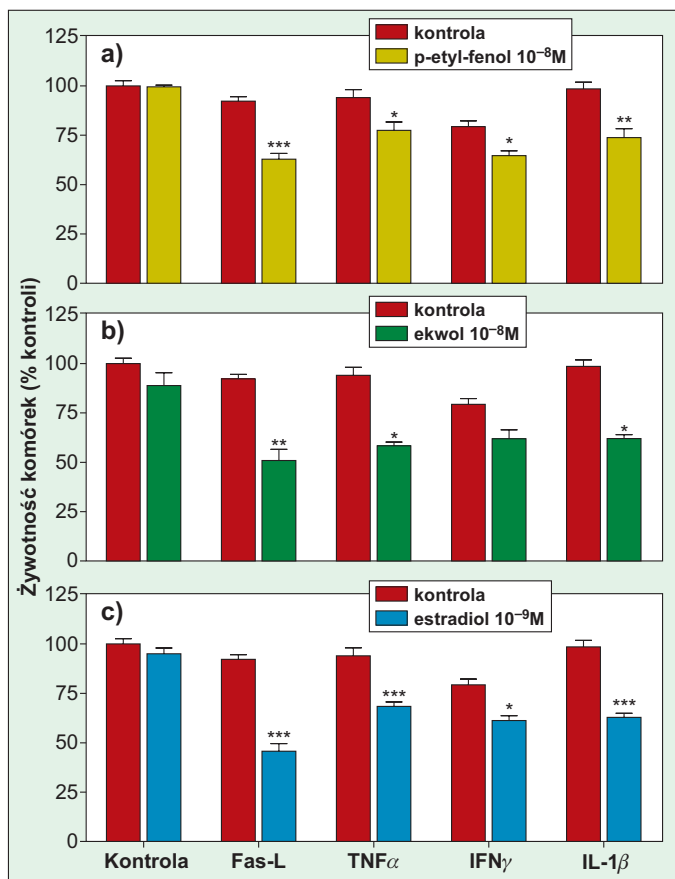 Żywotność komórek (% kontroli)
a)
kontrola
p-etyl-fenol 10⁻⁸M
125
100
75
50
25
0
***
*
*
**
b)
kontrola
ekwol 10⁻⁸M
125
100
75
50
25
0
**
*
*
c)
kontrola
estradiol 10⁻⁹M
125
100
75
50
25
0
***
***
*
***
Kontrola Fas-L TNFα IFNγ IL-1β